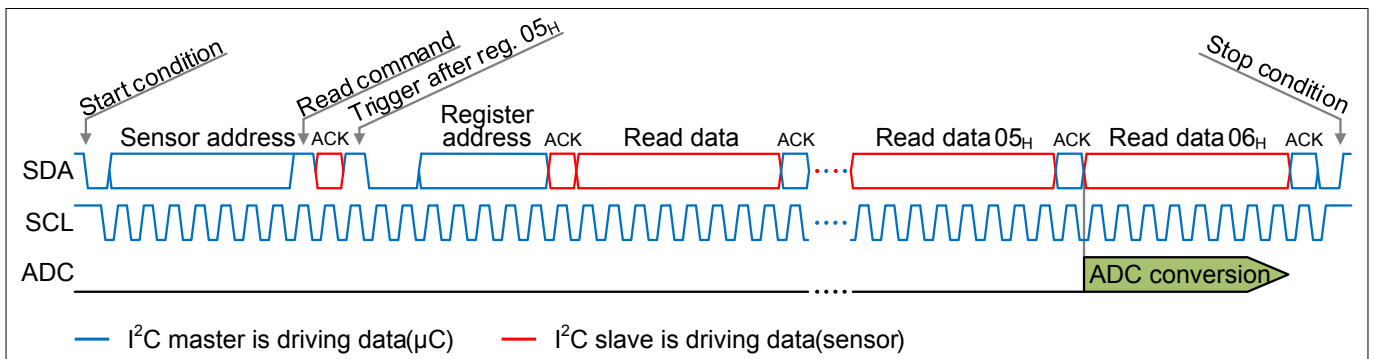 Start condition
Read command
Trigger after reg. 05H
Stop condition
Sensor address
ACK
Register
address
ACK
Read data
ACK
Read data 05H
ACK
Read data 06H
ACK
SDA
SCL
ADC
ADC conversion
I2C master is driving data(µC)
I2C slave is driving data(sensor)